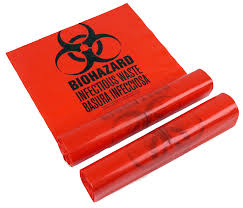 BIOHAZARD
INFECTIOUS WASTE
BASURA INFECCIOSA